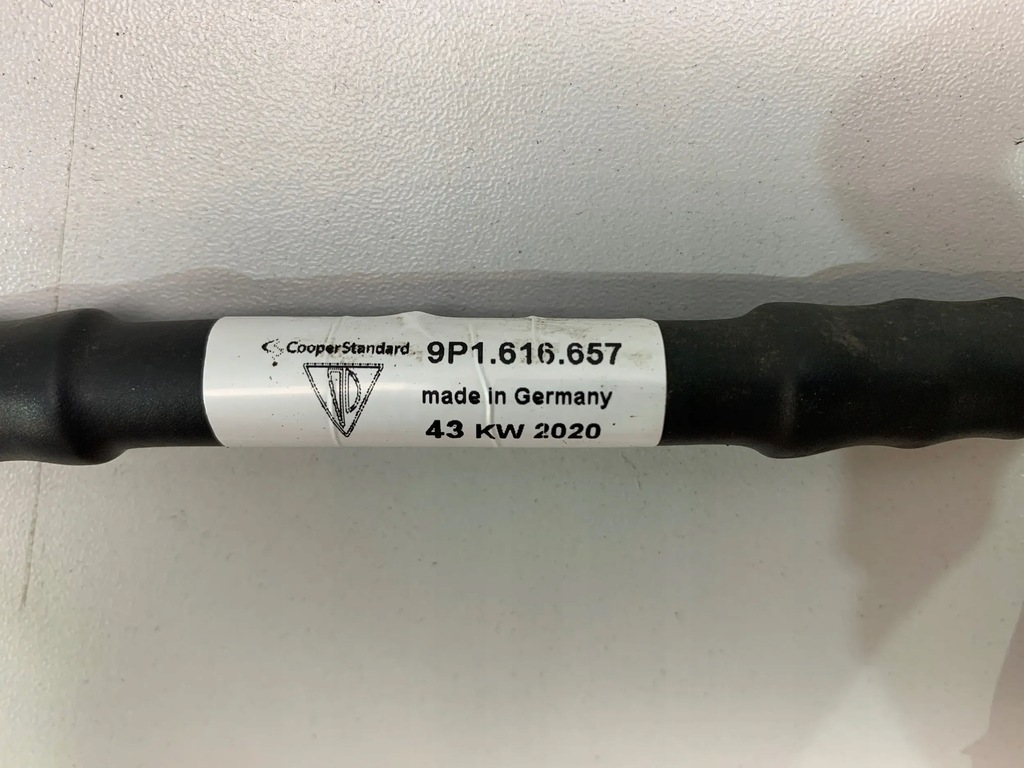 CooperStandard 9P1.616.657
made in Germany
43 KW 2020